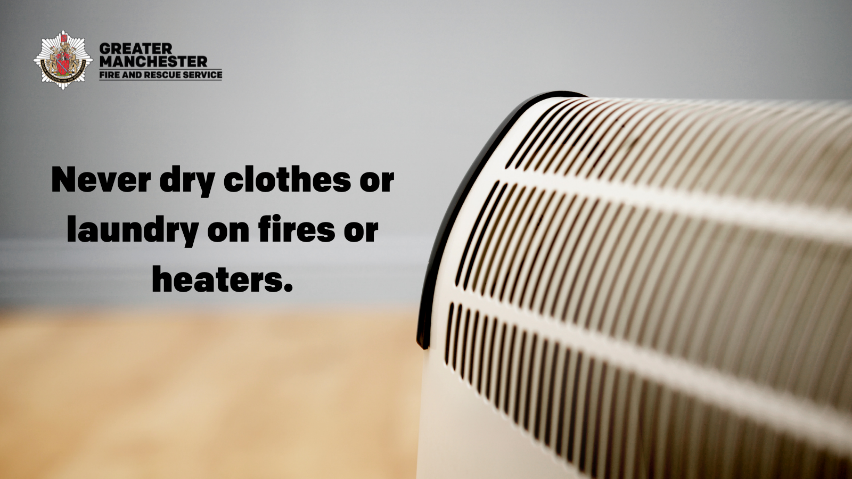 GREATER
MANCHESTER
FIRE AND RESCUE SERVICE
Never dry clothes or
laundry on fires or
heaters.